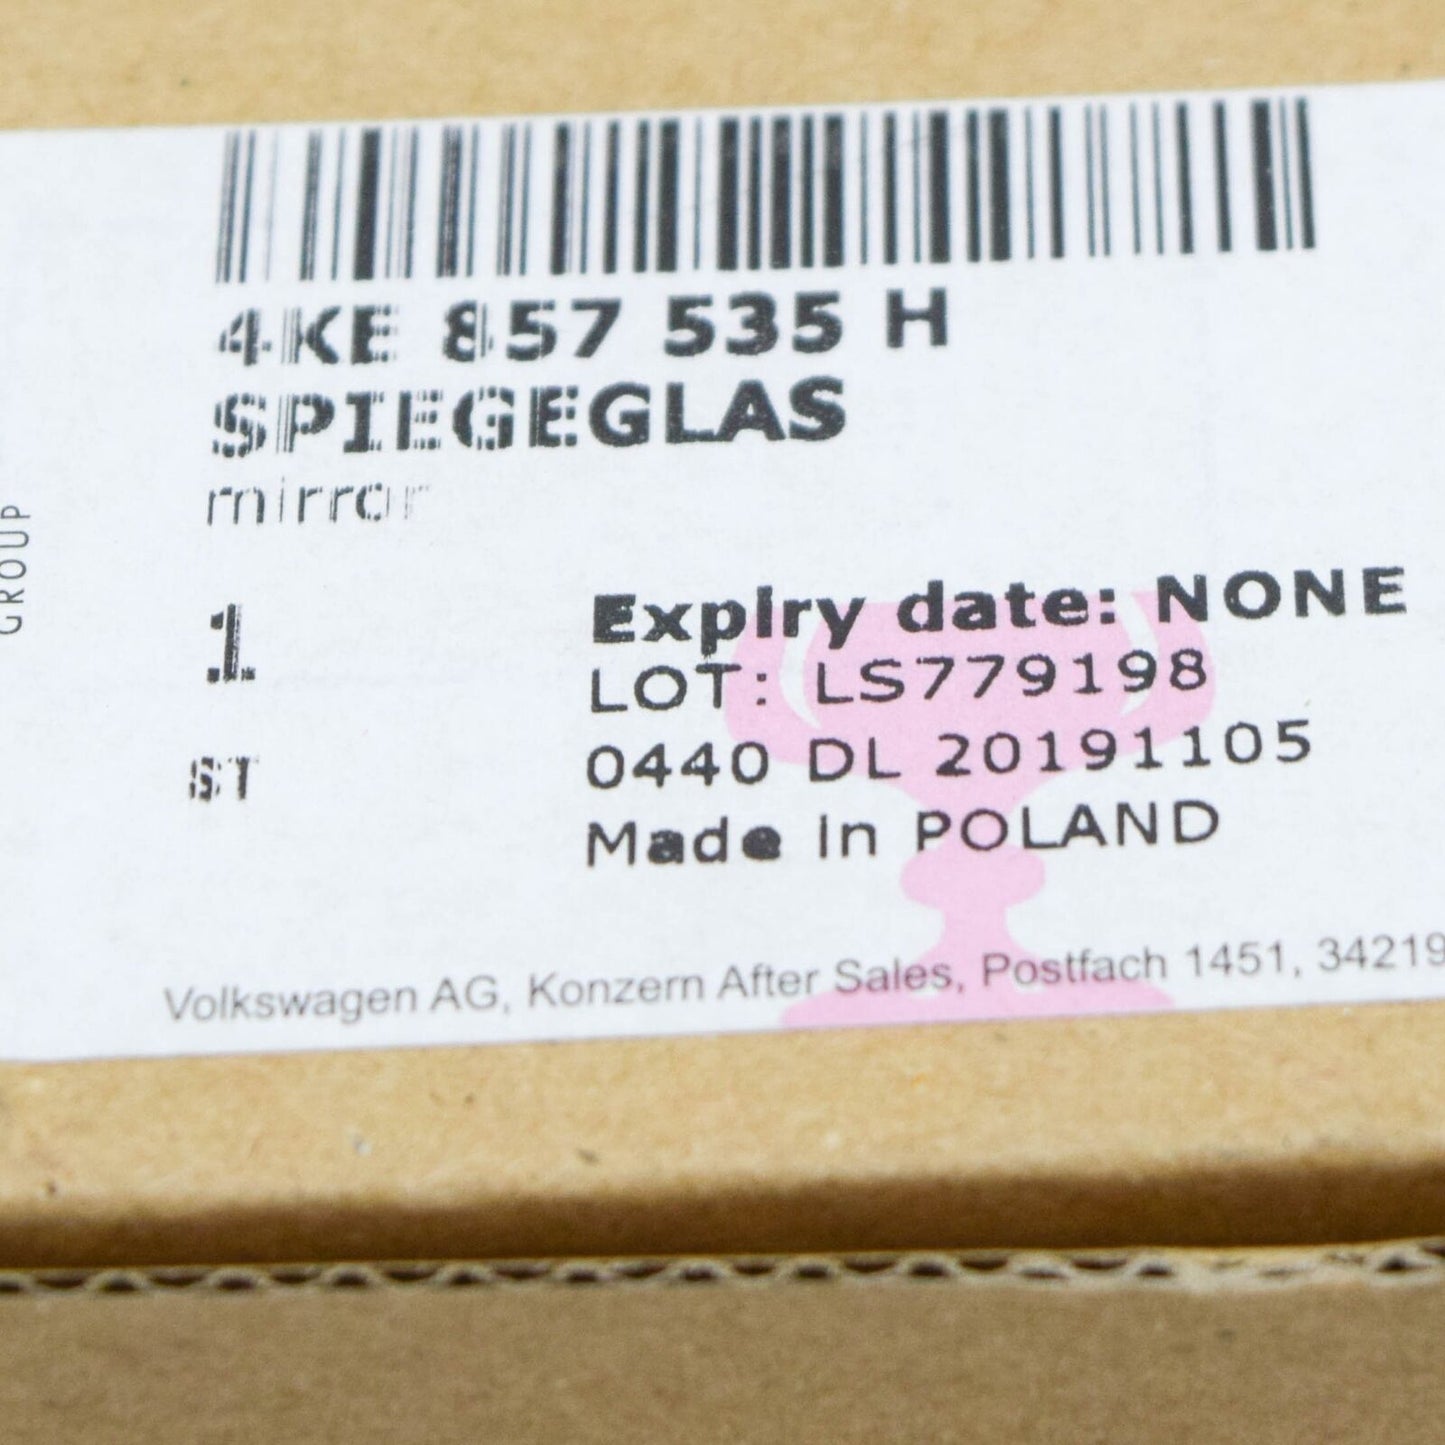 4KE 857 535 H
SPIEGEGLAS
mirror
GROUP
1
Expiry date: NONE
LOT: LS779198
ST
0440 DL 20191105
Made in POLAND
Volkswagen AG, Konzern After Sales, Postfach 1451, 34219